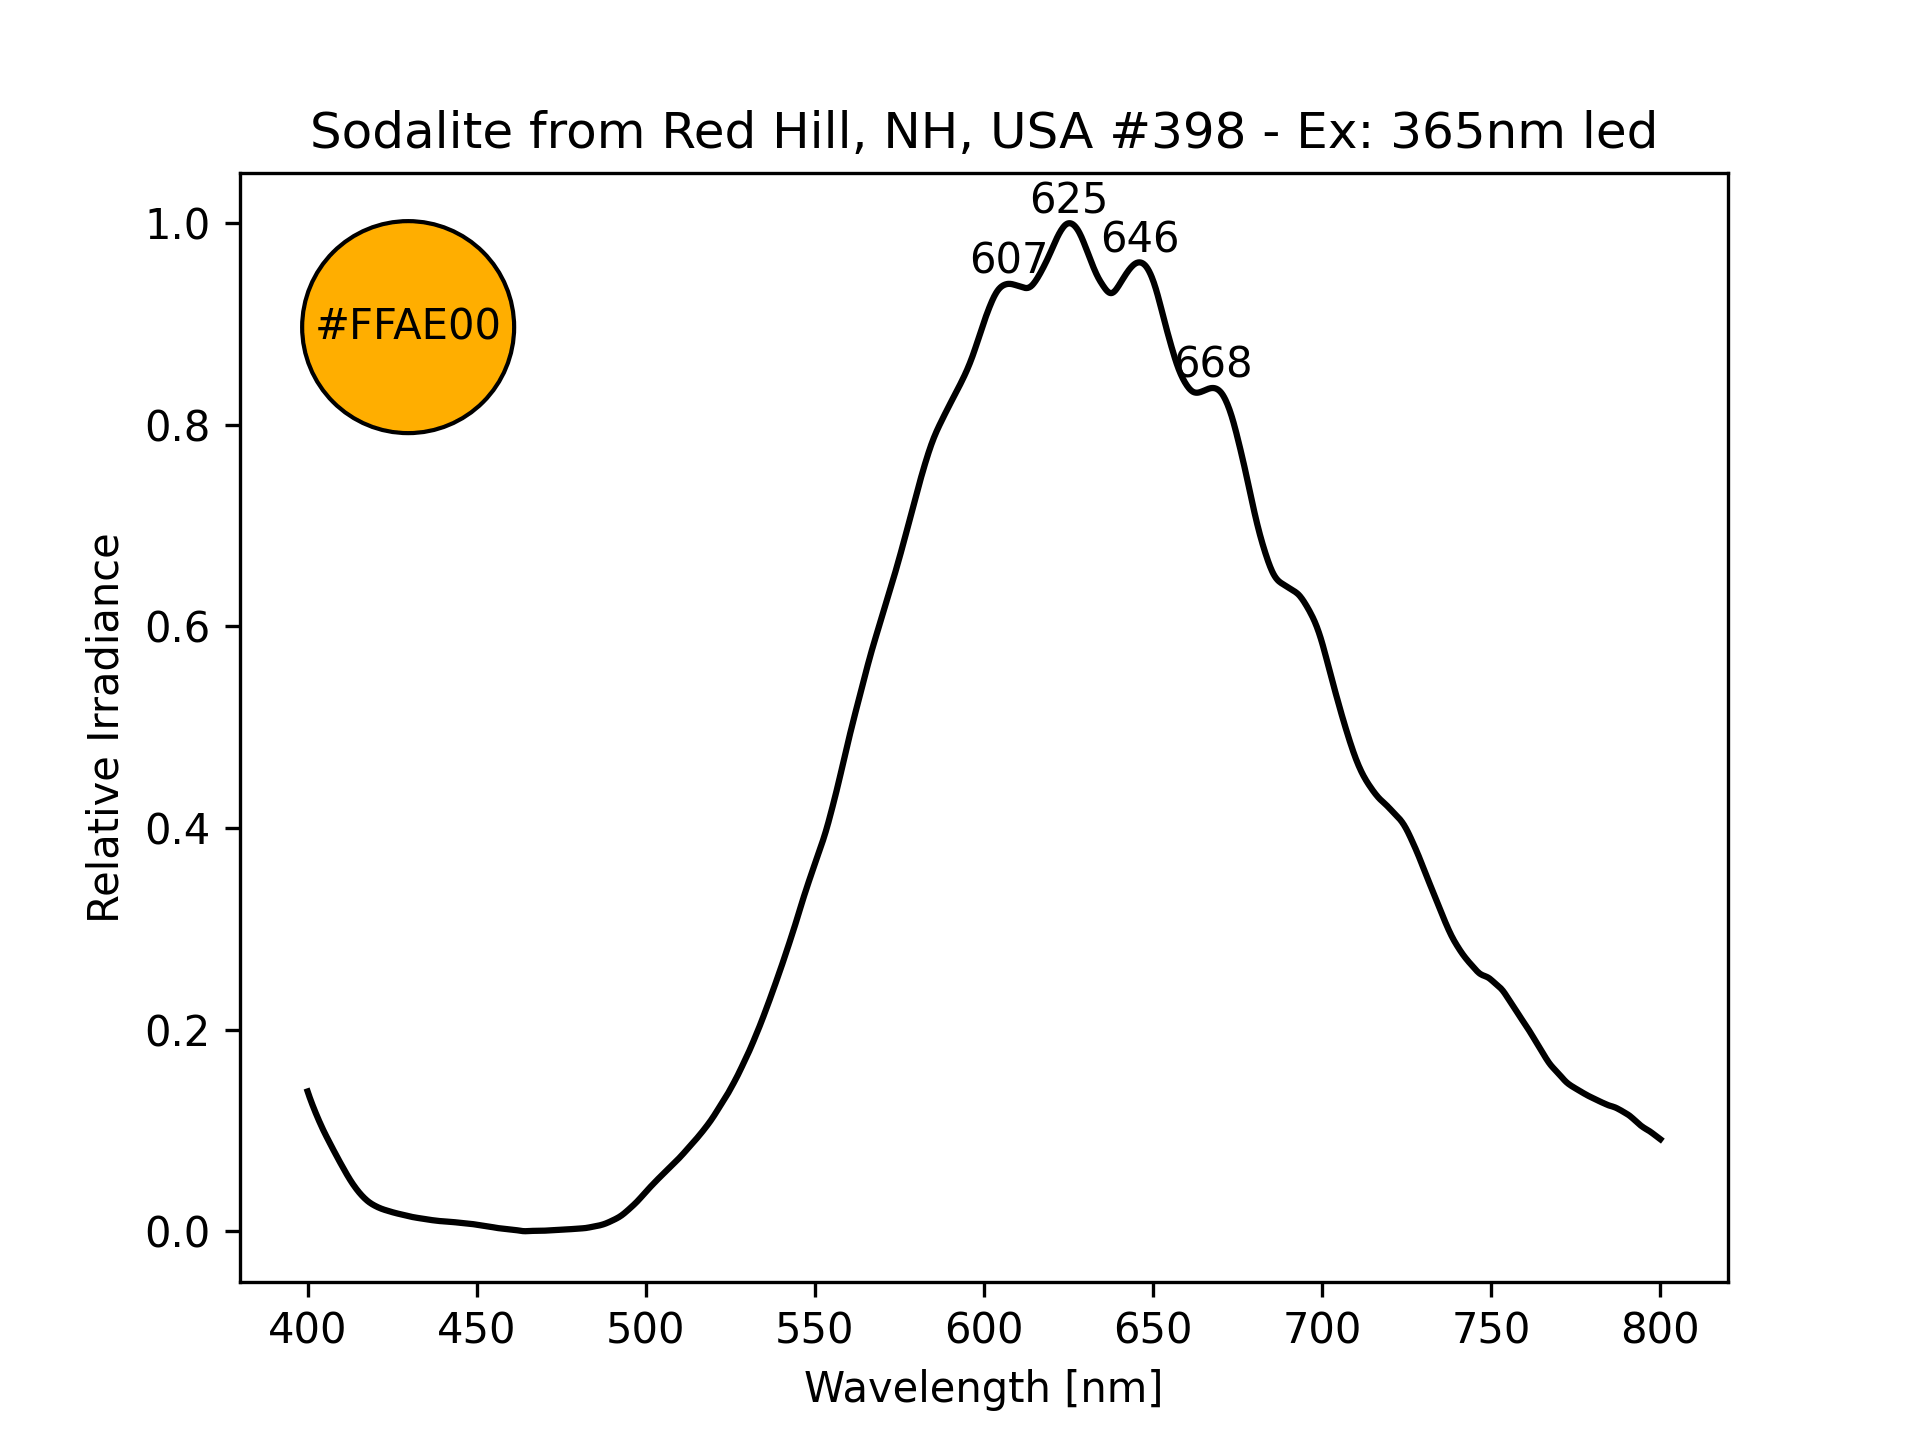 Sodalite from Red Hill, NH, USA #398 - Ex: 365nm led
625
607
646
668
#FFAE00
1.0
0.8
0.6
0.4
0.2
0.0
Relative Irradiance
400 450 500 550 600 650 700 750 800
Wavelength [nm]